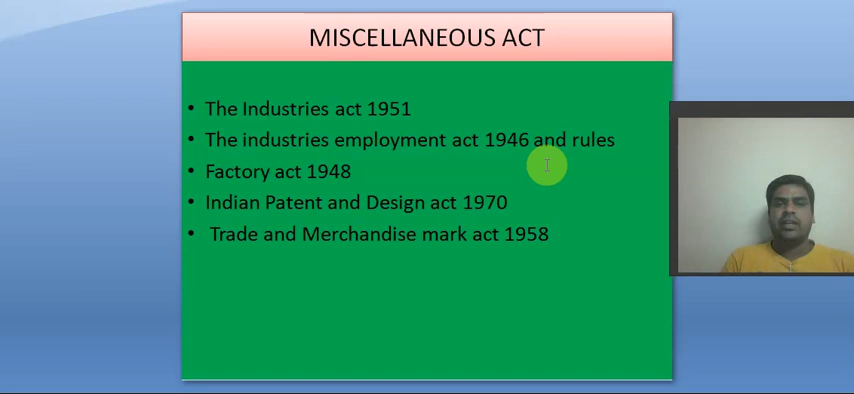 MISCELLANEOUS ACT
• The Industries act 1951
• The industries employment act 1946 and rules
• Factory act 1948
• Indian Patent and Design act 1970
• Trade and Merchandise mark act 1958